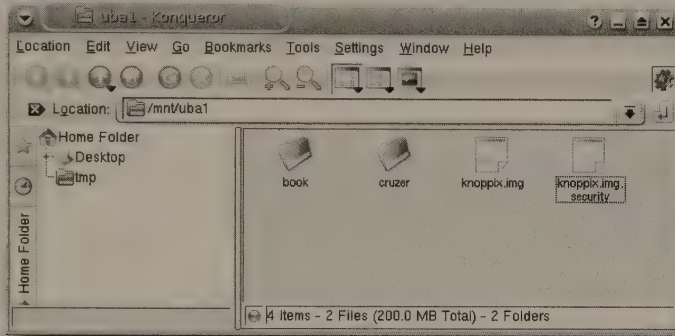 uba1 - Konqueror
Location Edit View Go Bookmarks Tools Settings Window Help
Location: /mnt/uba1
Home Folder
Desktop
tmp
Home Folder
book
cruzer
knoppix.img
knoppix.img.
security
4 Items - 2 Files (200.0 MB Total) - 2 Folders